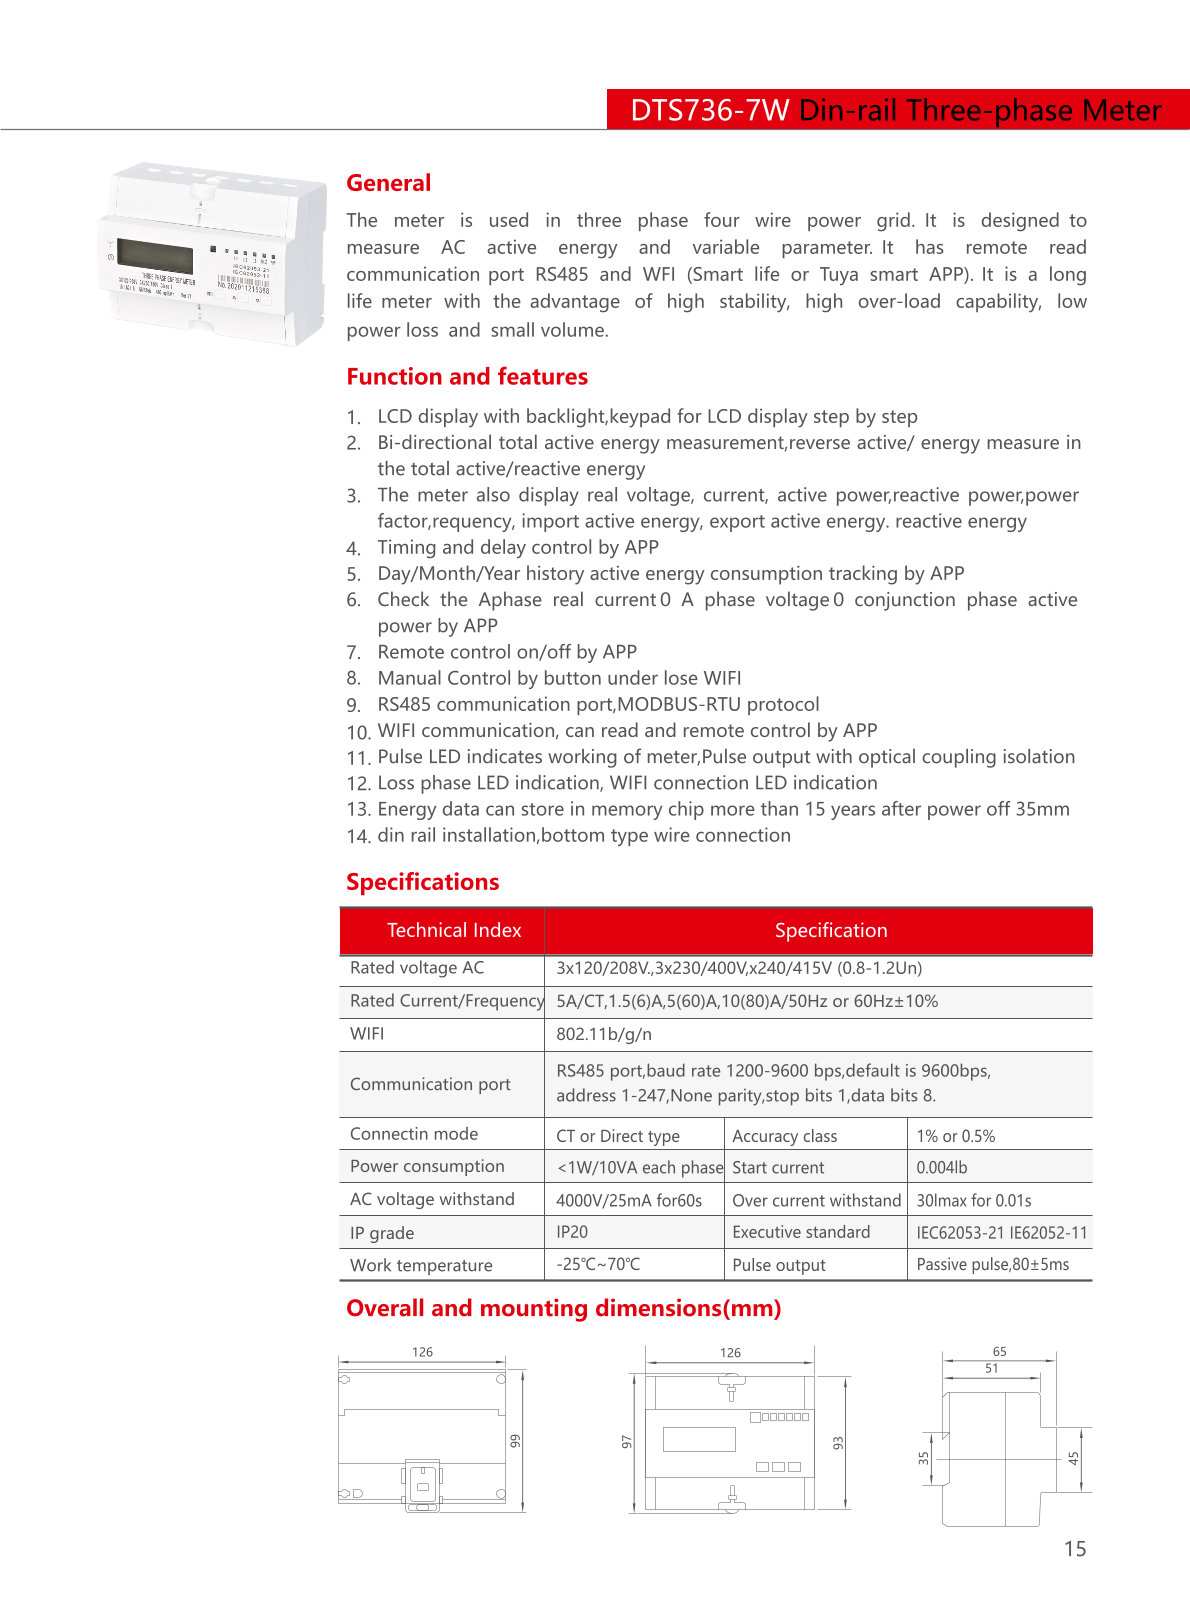 DTS736-7W Din-rail Three-phase Meter
General
The meter is used in three phase four wire power grid. It is designed to
measure AC active energy and variable parameter. It has remote read
communication port RS485 and WFI (Smart life or Tuya smart APP). It is a long
life meter with the advantage of high stability, high over-load capability, low
power loss and small volume.
THREE PHASE ENERGY METER
IEC62053-21
IEC62052-11
Function and features
1. LCD display with backlight,keypad for LCD display step by step
2. Bi-directional total active energy measurement,reverse active/ energy measure in
the total active/reactive energy
3. The meter also display real voltage, current, active power,reactive power,power
factor,requency, import active energy, export active energy. reactive energy
4. Timing and delay control by APP
5. Day/Month/Year history active energy consumption tracking by APP
6. Check the Aphase real current 0 A phase voltage 0 conjunction phase active
power by APP
7. Remote control on/off by APP
8. Manual Control by button under lose WIFI
9. RS485 communication port,MODBUS-RTU protocol
10. WIFI communication, can read and remote control by APP
11. Pulse LED indicates working of meter,Pulse output with optical coupling isolation
12. Loss phase LED indication, WIFI connection LED indication
13. Energy data can store in memory chip more than 15 years after power off 35mm
14. din rail installation,bottom type wire connection
Specifications
Technical Index Specification
Rated voltage AC 3x120/208V.,3x230/400V,x240/415V (0.8-1.2Un)
Rated Current/Frequency 5A/CT,1.5(6)A,5(60)A,10(80)A/50Hz or 60Hz±10%
WIFI 802.11b/g/n
Communication port RS485 port,baud rate 1200-9600 bps,default is 9600bps,
address 1-247,None parity,stop bits 1,data bits 8.
Connectin mode CT or Direct type Accuracy class 1% or 0.5%
Power consumption <1W/10VA each phase Start current 0.004lb
AC voltage withstand 4000V/25mA for60s Over current withstand 30lmax for 0.01s
IP grade IP20 Executive standard IEC62053-21 IE62052-11
Work temperature -25℃~70℃ Pulse output Passive pulse,80±5ms
Overall and mounting dimensions(mm)
126
99
126
97
93
65
51
35
45
15